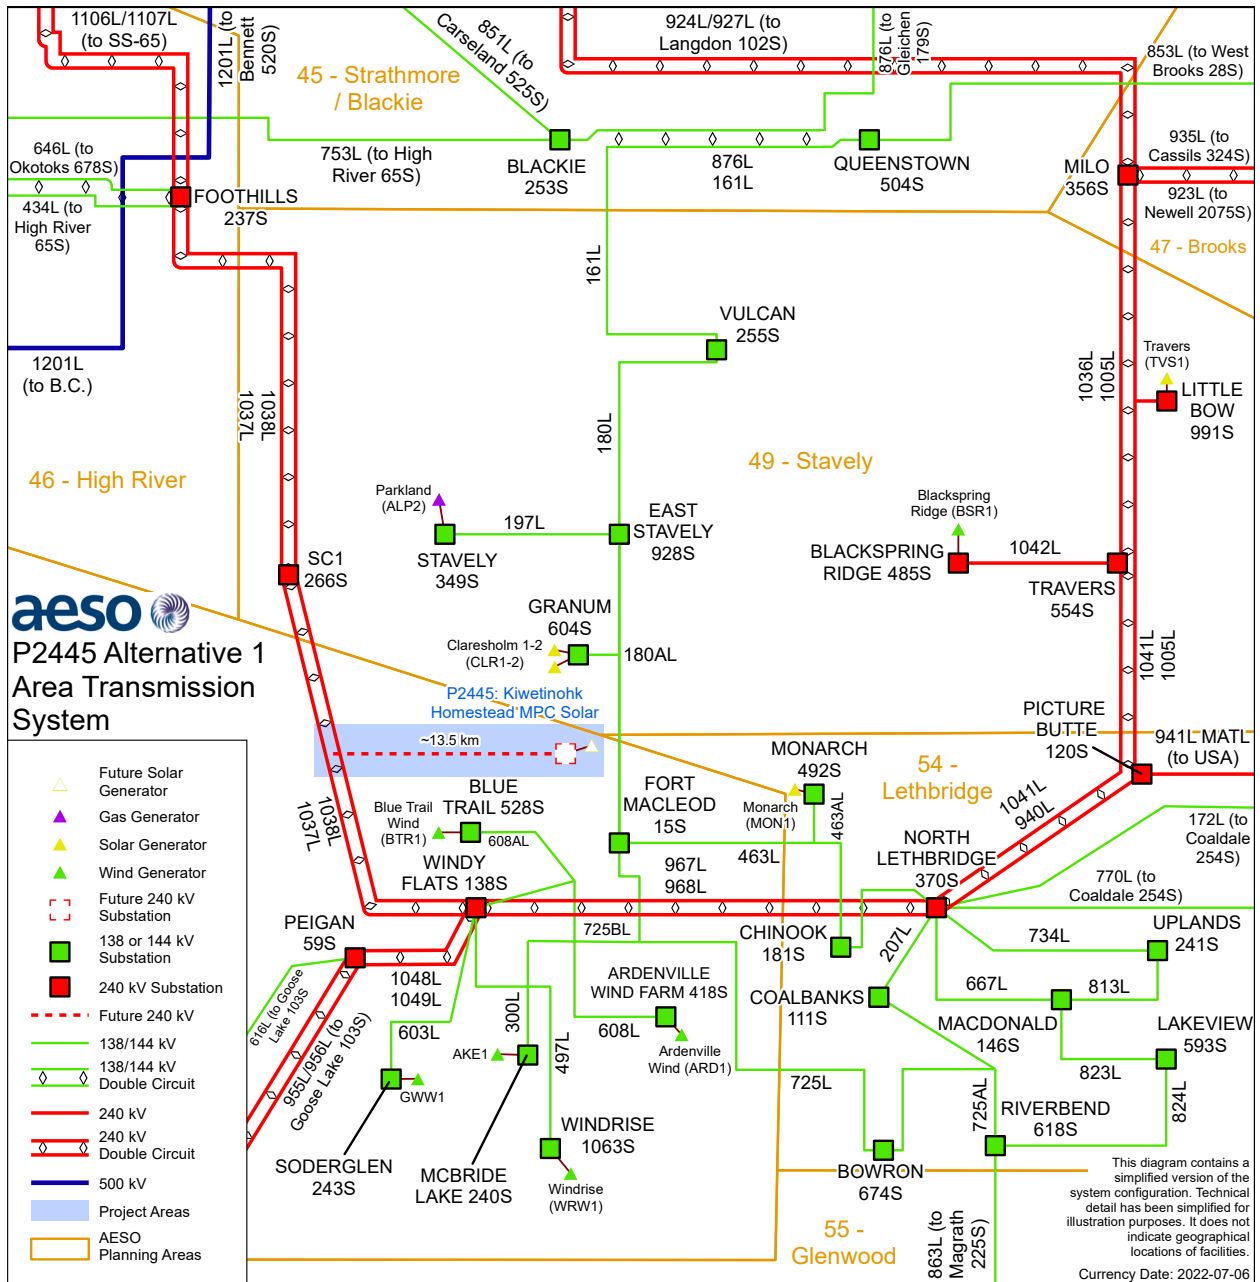 1106L/1107L
(to SS-65)
1201L (to
Bennett
520S)
45 - Strathmore
/ Blackie
851L (to
Carseland 525S)
924L/927L (to
Langdon 102S)
876L (to
Gleichen
179S)
853L (to West
Brooks 28S)
646L (to
Okotoks 678S)
753L (to High
River 65S)
BLACKIE
253S
876L
161L
QUEENSTOWN
504S
MILO
356S
935L (to
Cassils 324S)
923L (to
Newell 2075S)
434L (to
High River
65S)
FOOTHILLS
237S
47 - Brooks
161L
VULCAN
255S
1201L
(to B.C.)
1038L
1037L
1036L
1005L
Travers
(TVS1)
LITTLE
BOW
991S
180L
49 - Stavely
46 - High River
Parkland
(ALP2)
197L
STAVELY
349S
EAST
STAVELY
928S
Blackspring
Ridge (BSR1)
BLACKSPRING
RIDGE 485S
1042L
TRAVERS
554S
SC1
266S
aeso
P2445 Alternative 1
Area Transmission
System
GRANUM
604S
Claresholm 1-2
(CLR1-2)
180AL
1041L
1005L
P2445: Kiwetinohk
Homestead MPC Solar
~13.5 km
PICTURE
BUTTE
120S
941L MATL
(to USA)
MONARCH
492S
Monarch
(MON1)
463AL
54 -
Lethbridge
1041L
940L
BLUE
TRAIL 528S
Blue Trail
Wind
(BTR1)
608AL
FORT
MACLEOD
15S
463L
1038L
1037L
WINDY
FLATS 138S
967L
968L
NORTH
LETHBRIDGE
370S
172L (to
Coaldale
254S)
770L (to
Coaldale 254S)
PEIGAN
59S
725BL
CHINOOK
181S
207L
734L
UPLANDS
241S
616L (to Goose
Lake 103S
1048L
1049L
955L/956L (to
Goose Lake 103S)
ARDENVILLE
WIND FARM 418S
COALBANKS
111S
667L
813L
MACDONALD
146S
LAKEVIEW
593S
603L
300L
497L
608L
Ardenville
Wind (ARD1)
AKE1
GWW1
725L
823L
824L
725AL
RIVERBEND
618S
WINDRISE
1063S
SODERGLEN
243S
MCBRIDE
LAKE 240S
Windrise
(WRW1)
BOWRON
674S
55 -
Glenwood
863L (to
Magrath
225S)
Future Solar
Generator
Gas Generator
Solar Generator
Wind Generator
Future 240 kV
Substation
138 or 144 kV
Substation
240 kV Substation
Future 240 kV
138/144 kV
138/144 kV
Double Circuit
240 kV
240 kV
Double Circuit
500 kV
Project Areas
AESO
Planning Areas
This diagram contains a
simplified version of the
system configuration. Technical
detail has been simplified for
illustration purposes. It does not
indicate geographical
locations of facilities.
Currency Date: 2022-07-06